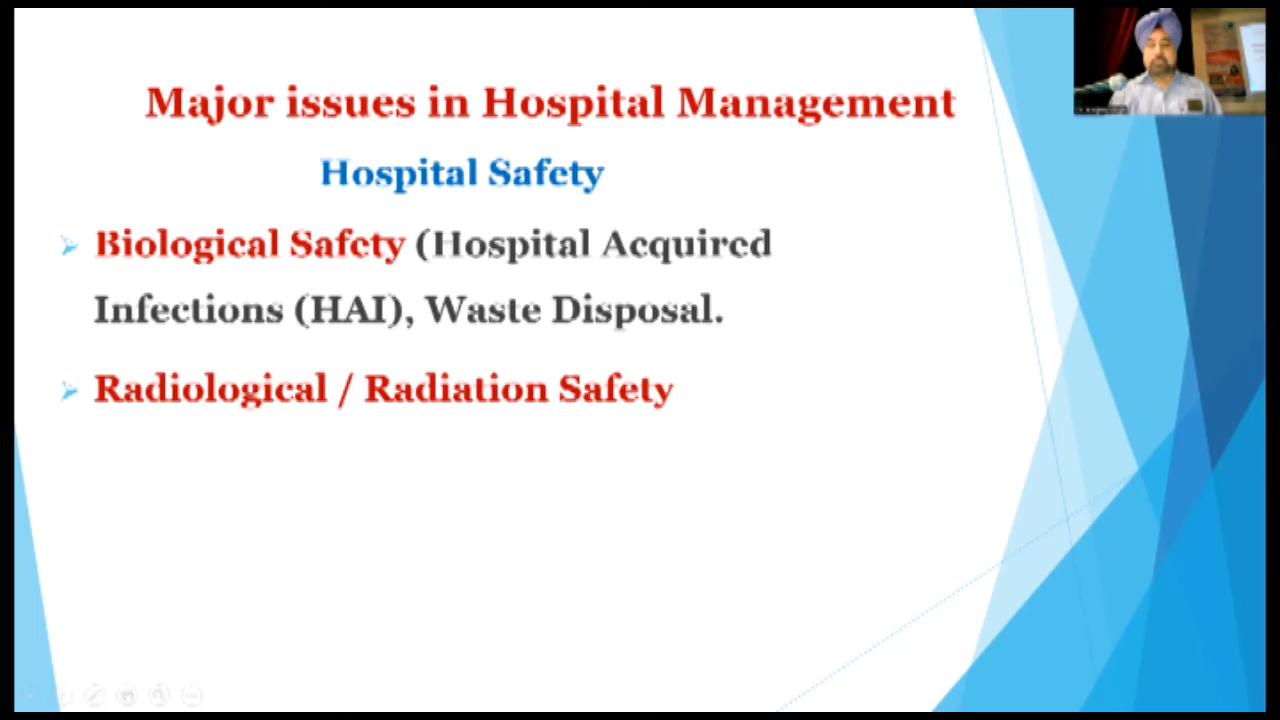 Major issues in Hospital Management
Hospital Safety
Biological Safety (Hospital Acquired
Infections (HAI), Waste Disposal.
Radiological / Radiation Safety